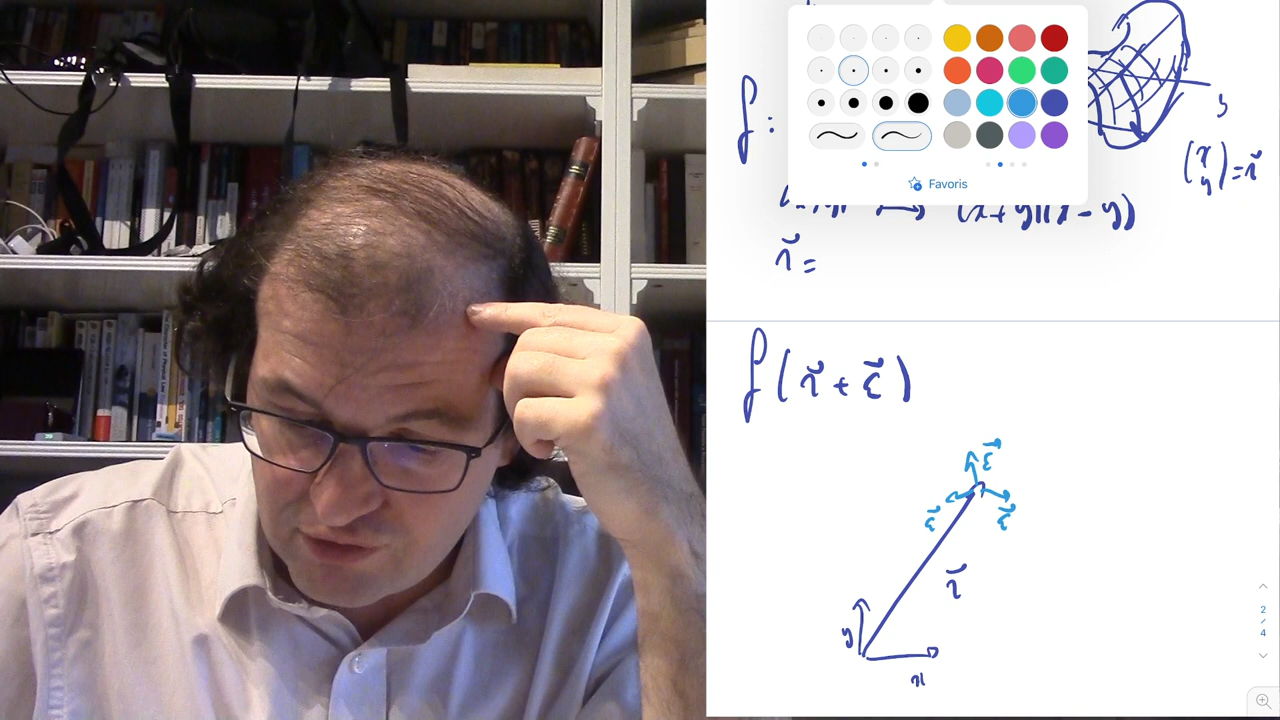 Favoris
f :
(x+y)(x-y)
y
(x y) = r⃗
r⃗ =
f(r⃗ + ε⃗)
ε⃗
ε⃗ ε⃗
r⃗
y
x
2
/
4